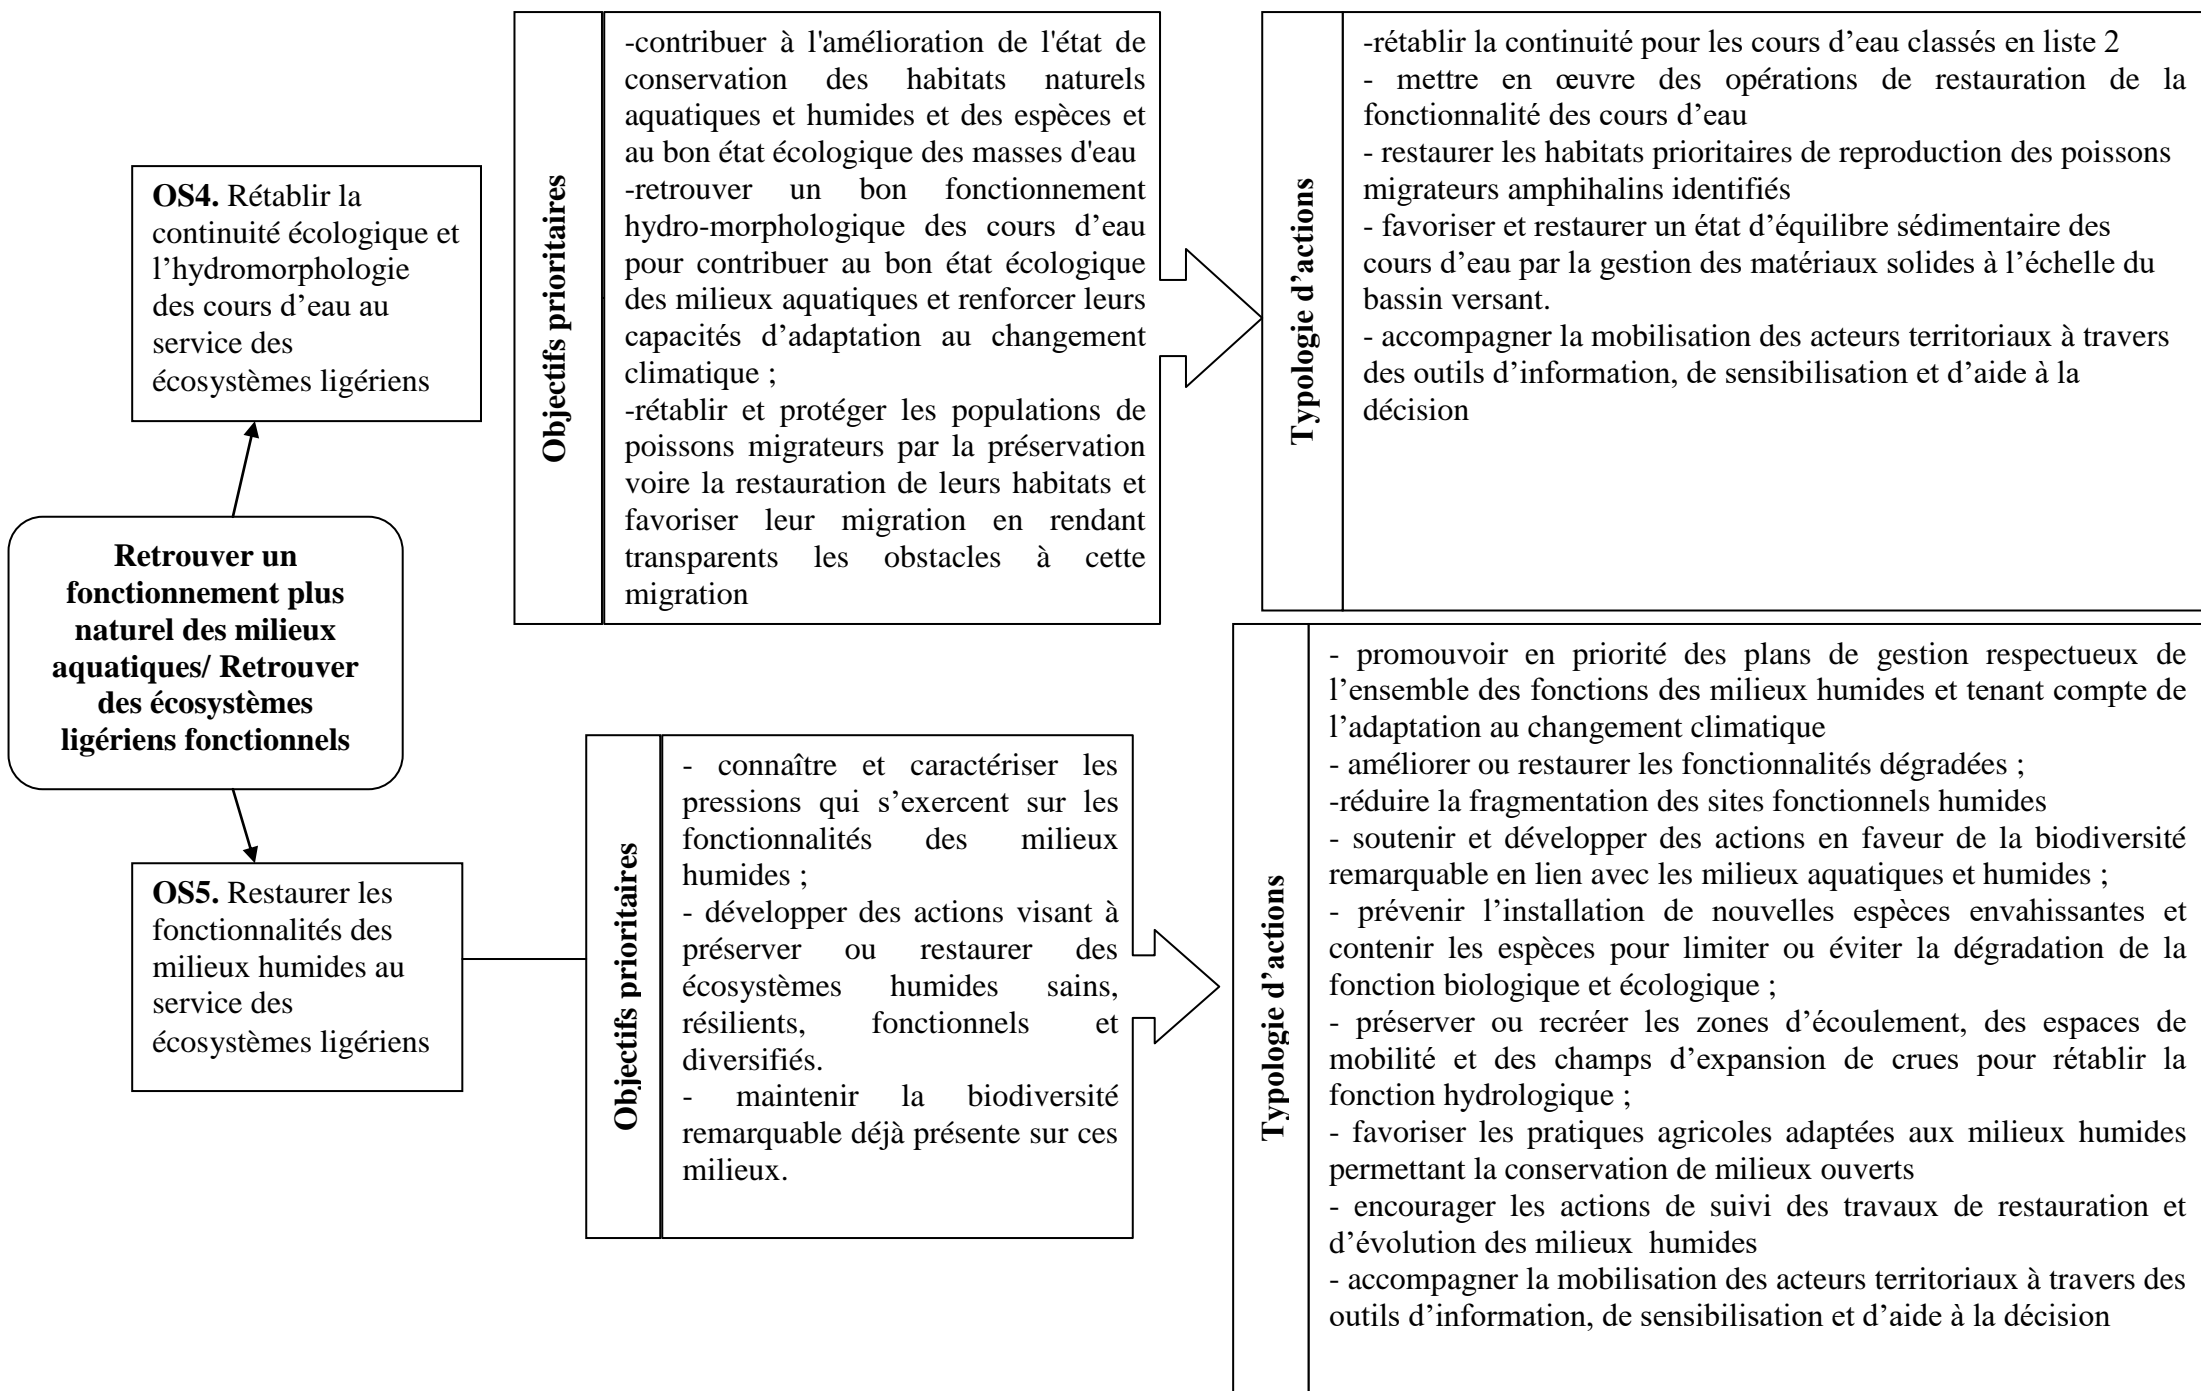 Retrouver un
fonctionnement plus
naturel des milieux
aquatiques/ Retrouver
des écosystèmes
ligériens fonctionnels
OS4. Rétablir la
continuité écologique et
l’hydromorphologie
des cours d’eau au
service des
écosystèmes ligériens
Objectifs prioritaires
-contribuer à l'amélioration de l'état de
conservation des habitats naturels
aquatiques et humides et des espèces et
au bon état écologique des masses d'eau
-retrouver un bon fonctionnement
hydro-morphologique des cours d’eau
pour contribuer au bon état écologique
des milieux aquatiques et renforcer leurs
capacités d’adaptation au changement
climatique ;
-rétablir et protéger les populations de
poissons migrateurs par la préservation
voire la restauration de leurs habitats et
favoriser leur migration en rendant
transparents les obstacles à cette
migration
Typologie d’actions
-rétablir la continuité pour les cours d’eau classés en liste 2
- mettre en œuvre des opérations de restauration de la
fonctionnalité des cours d’eau
- restaurer les habitats prioritaires de reproduction des poissons
migrateurs amphihalins identifiés
- favoriser et restaurer un état d’équilibre sédimentaire des
cours d’eau par la gestion des matériaux solides à l’échelle du
bassin versant.
- accompagner la mobilisation des acteurs territoriaux à travers
des outils d’information, de sensibilisation et d’aide à la
décision
OS5. Restaurer les
fonctionnalités des
milieux humides au
service des
écosystèmes ligériens
Objectifs prioritaires
- connaître et caractériser les
pressions qui s’exercent sur les
fonctionnalités des milieux
humides ;
- développer des actions visant à
préserver ou restaurer des
écosystèmes humides sains,
résilients, fonctionnels et
diversifiés.
- maintenir la biodiversité
remarquable déjà présente sur ces
milieux.
Typologie d’actions
- promouvoir en priorité des plans de gestion respectueux de
l’ensemble des fonctions des milieux humides et tenant compte de
l’adaptation au changement climatique
- améliorer ou restaurer les fonctionnalités dégradées ;
-réduire la fragmentation des sites fonctionnels humides
- soutenir et développer des actions en faveur de la biodiversité
remarquable en lien avec les milieux aquatiques et humides ;
- prévenir l’installation de nouvelles espèces envahissantes et
contenir les espèces pour limiter ou éviter la dégradation de la
fonction biologique et écologique ;
- préserver ou recréer les zones d’écoulement, des espaces de
mobilité et des champs d’expansion de crues pour rétablir la
fonction hydrologique ;
- favoriser les pratiques agricoles adaptées aux milieux humides
permettant la conservation de milieux ouverts
- encourager les actions de suivi des travaux de restauration et
d’évolution des milieux humides
- accompagner la mobilisation des acteurs territoriaux à travers des
outils d’information, de sensibilisation et d’aide à la décision